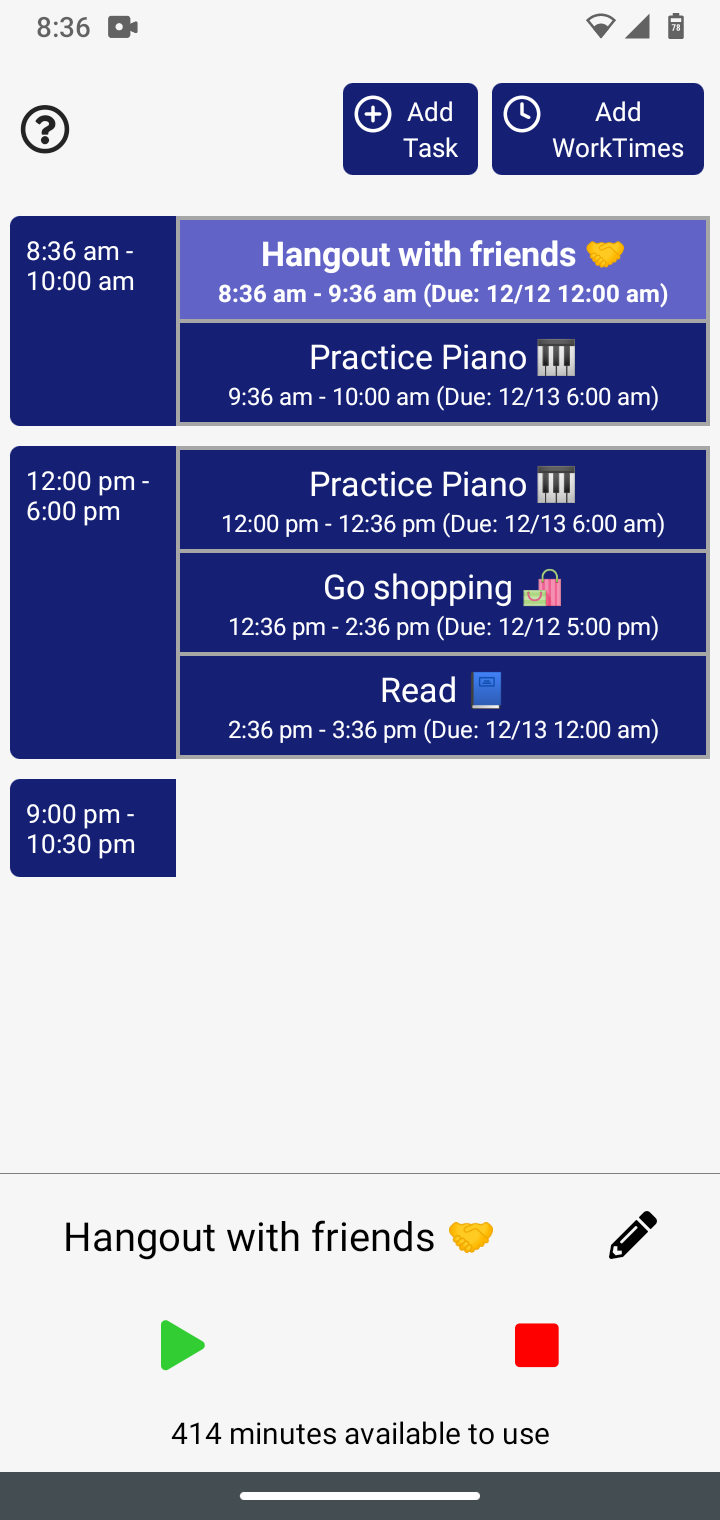 8:36
78
Add
Task
Add
WorkTimes
8:36 am -
10:00 am
Hangout with friends 🤝
8:36 am - 9:36 am (Due: 12/12 12:00 am)
Practice Piano 🎹
9:36 am - 10:00 am (Due: 12/13 6:00 am)
12:00 pm -
6:00 pm
Practice Piano 🎹
12:00 pm - 12:36 pm (Due: 12/13 6:00 am)
Go shopping 🛍️
12:36 pm - 2:36 pm (Due: 12/12 5:00 pm)
Read 📘
2:36 pm - 3:36 pm (Due: 12/13 12:00 am)
9:00 pm -
10:30 pm
Hangout with friends 🤝
414 minutes available to use